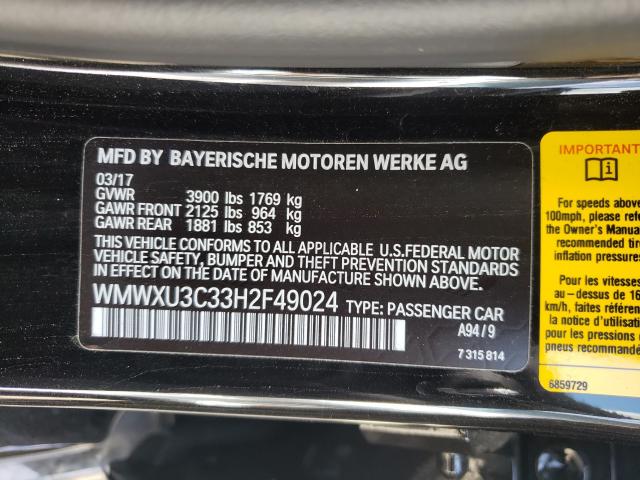 MFD BY BAYERISCHE MOTOREN WERKE AG
03/17
GVWR 3900 lbs 1769 kg
GAWR FRONT 2125 lbs 964 kg
GAWR REAR 1881 lbs 853 kg
THIS VEHICLE CONFORMS TO ALL APPLICABLE U.S.FEDERAL MOTOR
VEHICLE SAFETY, BUMPER AND THEFT PREVENTION STANDARDS
IN EFFECT ON THE DATE OF MANUFACTURE SHOWN ABOVE.
WMWXU3C33H2F49024 TYPE: PASSENGER CAR
A94/9
7 315 814
IMPORTANT
For speeds above
100mph, please refe
the Owner's Manua
recommended tir
inflation pressures
Pour les vitesses
au-dessus de 16
km/h, faites référen
la notice d'utilisati
pour les pressions d
pneus recommandé
6859729